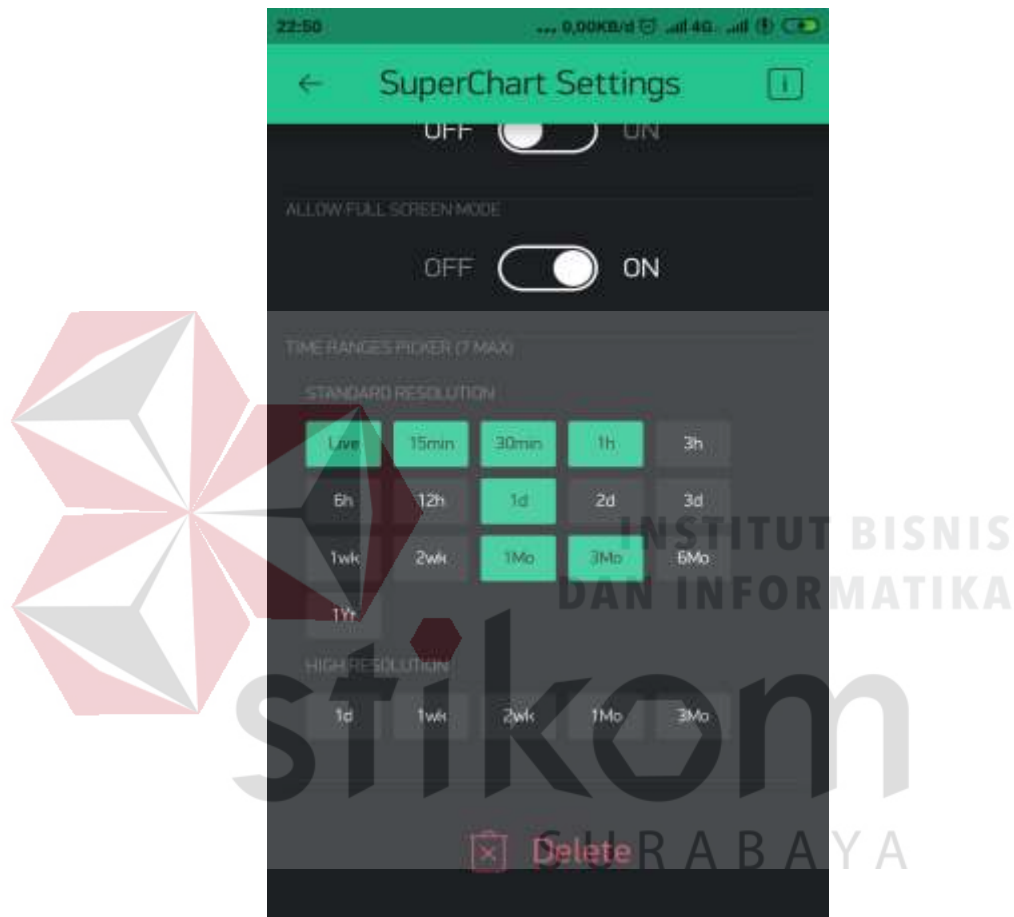 22:50 ... 0,00KB/d 4G
SuperChart Settings i
OFF ON
ALLOW FULL SCREEN MODE
OFF ON
TIME RANGES PICKER (7 MAX)
STANDARD RESOLUTION
Live 15min 30min 1h 3h
6h 12h 1d 2d 3d
1wk 2wk 1Mo 3Mo 6Mo
1Yr
HIGH RESOLUTION
1d 1wk 2wk 1Mo 3Mo
Delete
INSTITUT BISNIS
DAN INFORMATIKA
stikom
SURABAYA